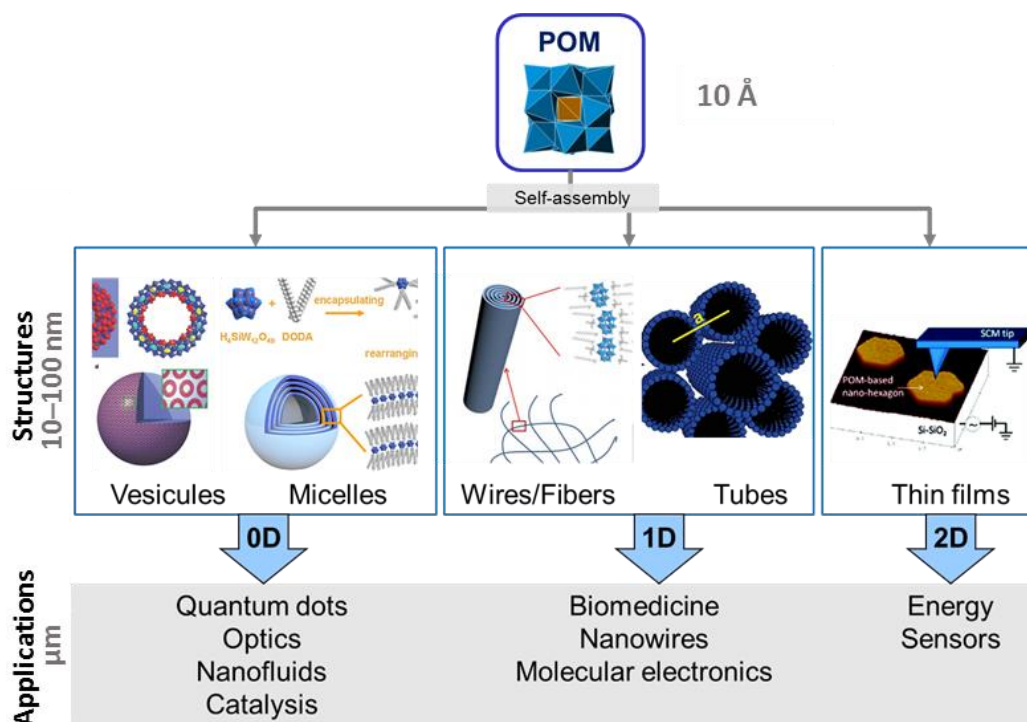 POM
10 Å
Self-assembly
Structures
10–100 nm
encapsulating
+
H₄SiW₁₂O₄₀ DODA
rearrangin
Vesicules
Micelles
a
Wires/Fibers
Tubes
SCM tip
POM-based
nano-hexagon
Si-SiO₂
Thin films
0D
1D
2D
Applications
µm
Quantum dots
Optics
Nanofluids
Catalysis
Biomedicine
Nanowires
Molecular electronics
Energy
Sensors